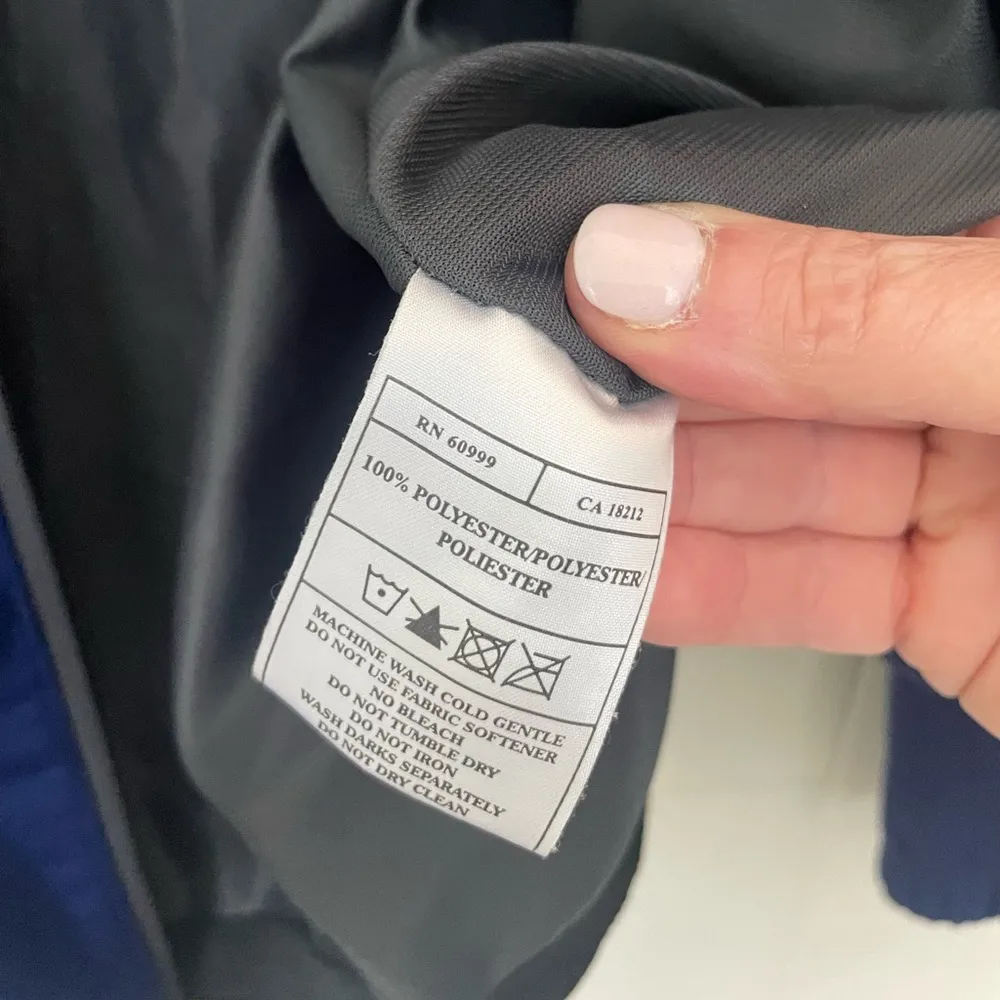 RN 60999
CA 18212
100% POLYESTER/POLYESTER/
POLIESTER
MACHINE WASH COLD GENTLE
DO NOT USE FABRIC SOFTENER
NO BLEACH
DO NOT TUMBLE DRY
DO NOT IRON
WASH DARKS SEPARATELY
DO NOT DRY CLEAN